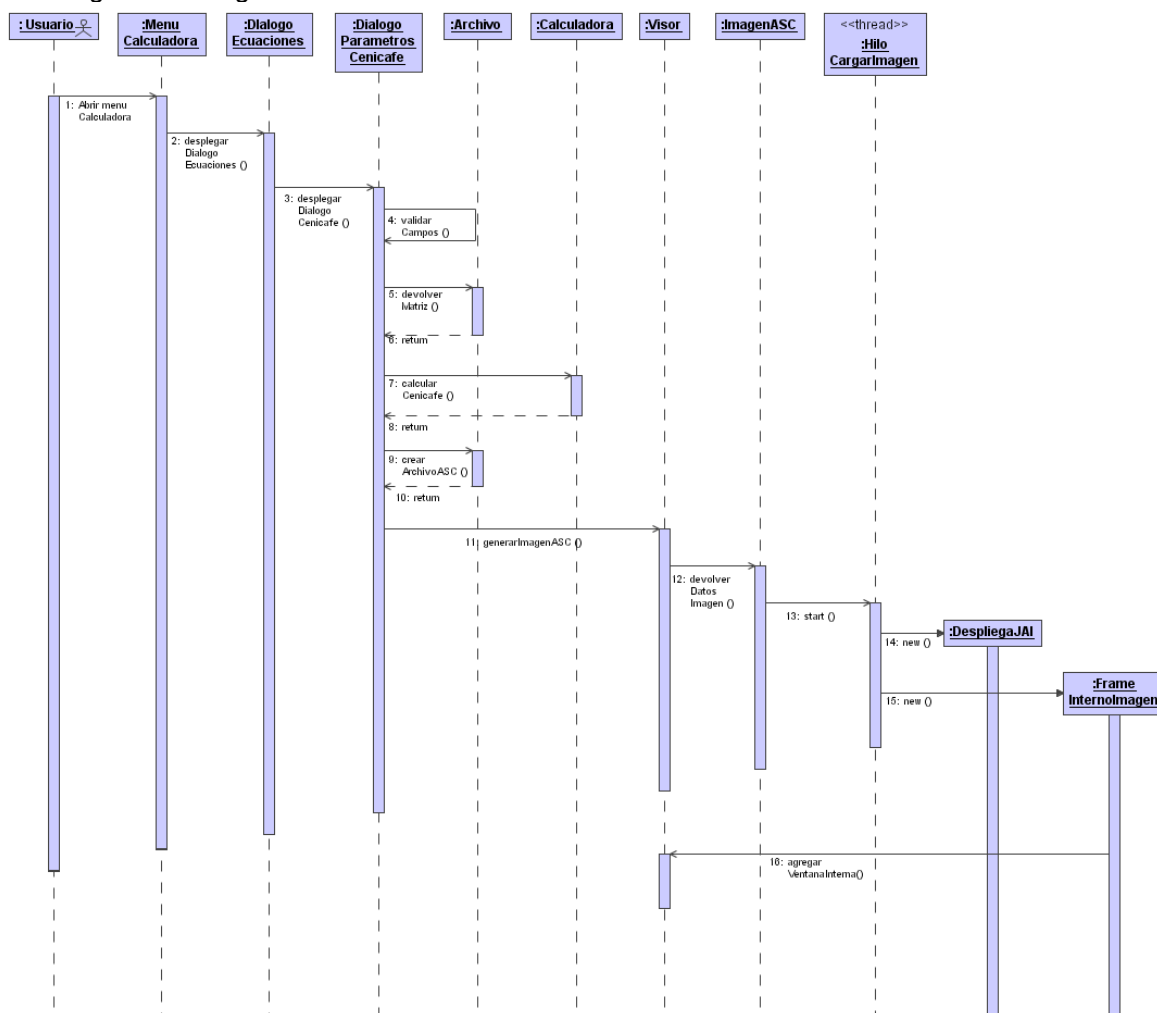 : Usuario
:Menu
Calculadora
:DIalogo
Ecuaciones
:Dialogo
Parametros
Cenicafe
:Archivo
:Calculadora
:Visor
:ImagenASC
<<thread>>
:Hilo
CargarImagen
1: Abrir menu
Calculadora
2: desplegar
Dialogo
Ecuaciones ()
3: desplegar
Dialogo
Cenicafe ()
4: validar
Campos ()
5: devolver
Matriz ()
6: return
7: calcular
Cenicafe ()
8: return
9: crear
ArchivoASC ()
10: return
11: generarImagenASC ()
12: devolver
Datos
Imagen ()
13: start ()
14: new ()
:DespliegaJAI
15: new ()
:Frame
InternoImagen
16: agregar
VentanaInterna()